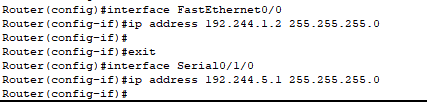 Router(config)#interface FastEthernet0/0
Router(config-if)#ip address 192.244.1.2 255.255.255.0
Router(config-if)#
Router(config-if)#exit
Router(config)#interface Serial0/1/0
Router(config-if)#ip address 192.244.5.1 255.255.255.0
Router(config-if)#